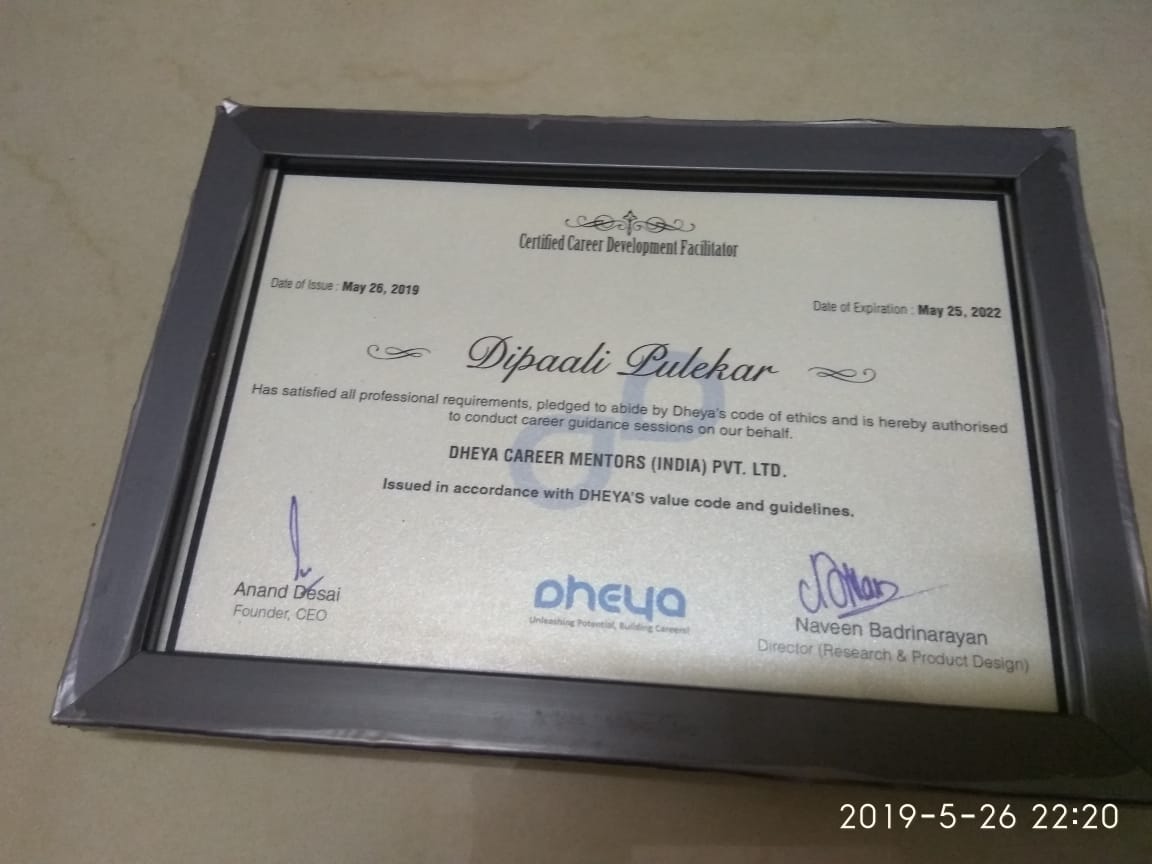 Certified Career Development Facilitator
Date of Issue : May 26, 2019
Date of Expiration : May 25, 2022
Dipaali Pulekar
Has satisfied all professional requirements, pledged to abide by Dheya's code of ethics and is hereby authorised
to conduct career guidance sessions on our behalf.
DHEYA CAREER MENTORS (INDIA) PVT. LTD.
Issued in accordance with DHEYA'S value code and guidelines.
Anand Desai
Founder, CEO
Dheya
Unleashing Potential, Building Careers!
Naveen Badrinarayan
Director (Research & Product Design)
2019-5-26 22:20